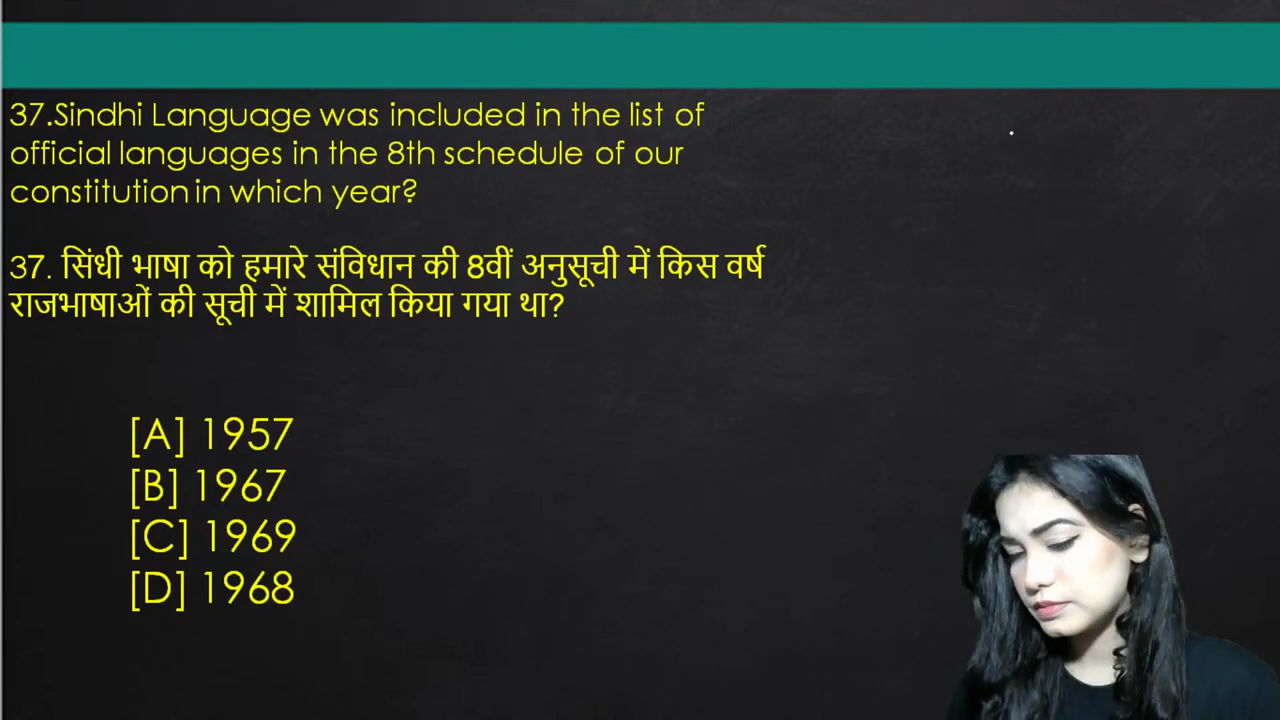 37.Sindhi Language was included in the list of
official languages in the 8th schedule of our
constitution in which year?
37. सिंधी भाषा को हमारे संविधान की 8वीं अनुसूची में किस वर्ष
राजभाषाओं की सूची में शामिल किया गया था?
[A] 1957
[B] 1967
[C] 1969
[D] 1968